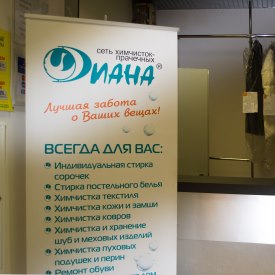 сеть химчисток-
прачечных
Диана®
Лучшая забота
о Ваших вещах!
ВСЕГДА ДЛЯ ВАС:
• Индивидуальная стирка
сорочек
• Стирка постельного белья
• Химчистка текстиля
• Химчистка кожи и замши
• Химчистка ковров
• Химчистка и хранение
шуб и меховых изделий
• Химчистка пуховых
подушек и перин
• Ремонт обуви